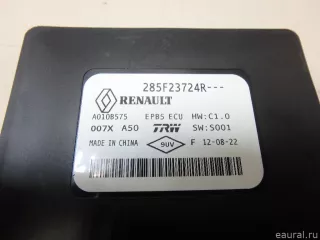 285F23724R---
RENAULT
A010B575 EPB5 ECU HW:C1.0
007X A50 TRW SW:S001
MADE IN CHINA 9UV F 12-08-22
eaural.ru